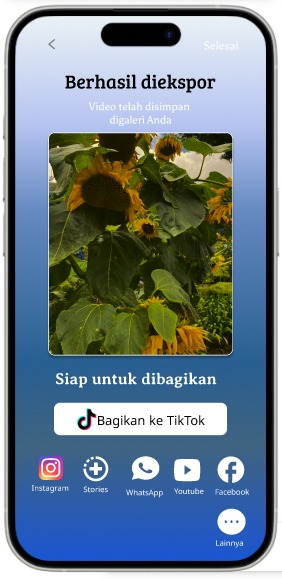 Selesai
Berhasil diekspor
Video telah disimpan
digaleri Anda
Siap untuk dibagikan
Bagikan ke TikTok
Instagram
Stories
WhatsApp
Youtube
Facebook
Lainnya